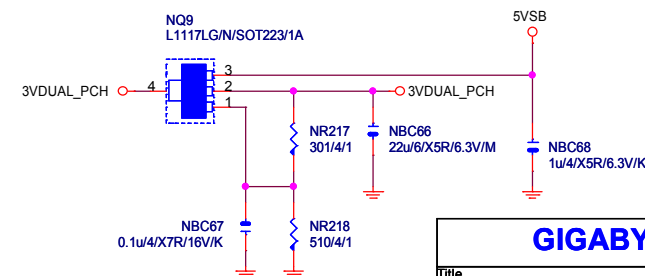 NQ9
L1117LG/N/SOT223/1A
5VSB
3VDUAL_PCH
4
3
2
1
3VDUAL_PCH
NR217
301/4/1
NBC66
22u/6/X5R/6.3V/M
NBC68
1u/4/X5R/6.3V/K
NBC67
0.1u/4/X7R/16V/K
NR218
510/4/1
GIGABY
Title